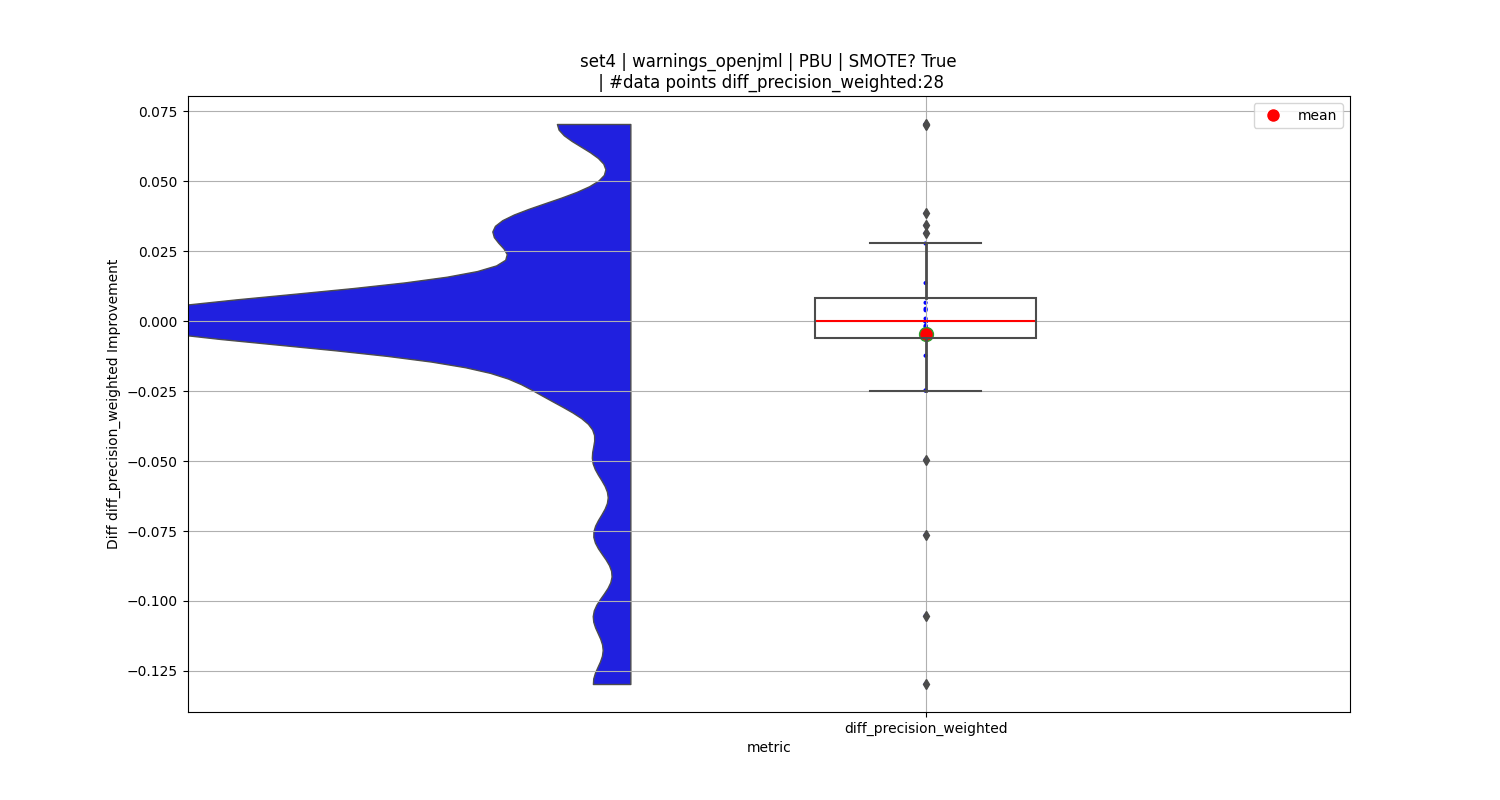 set4 | warnings_openjml | PBU | SMOTE? True
| #data points diff_precision_weighted:28
mean
0.075
0.050
0.025
0.000
−0.025
−0.050
−0.075
−0.100
−0.125
Diff diff_precision_weighted Improvement
diff_precision_weighted
metric